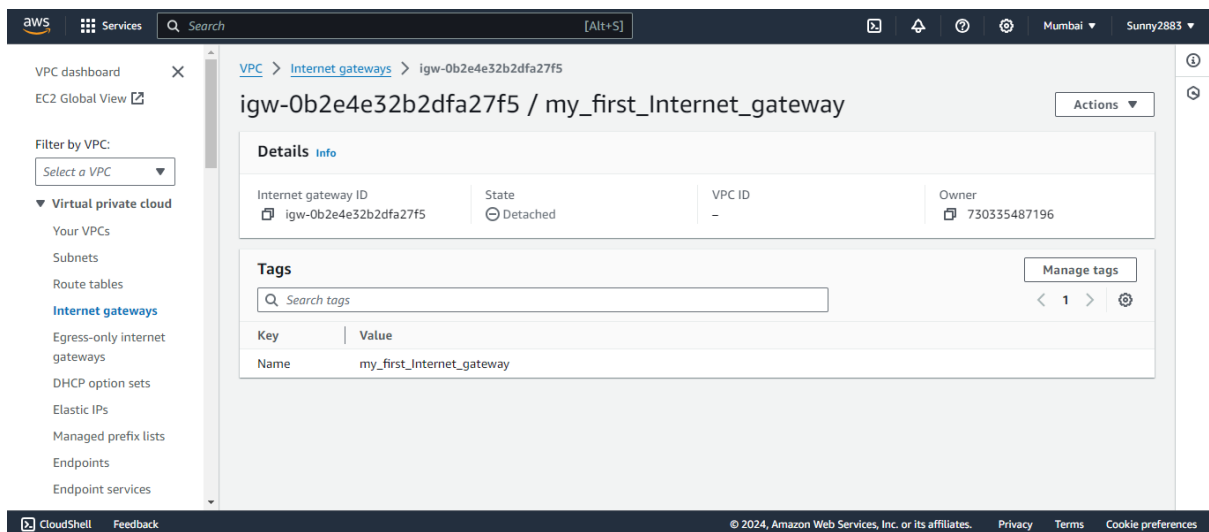 aws Services Search [Alt+S] Mumbai ▼ Sunny2883 ▼
VPC dashboard
EC2 Global View
Filter by VPC:
Select a VPC ▼
▼ Virtual private cloud
Your VPCs
Subnets
Route tables
Internet gateways
Egress-only internet
gateways
DHCP option sets
Elastic IPs
Managed prefix lists
Endpoints
Endpoint services
VPC > Internet gateways > igw-0b2e4e32b2dfa27f5
igw-0b2e4e32b2dfa27f5 / my_first_Internet_gateway
Actions ▼
Details Info
Internet gateway ID
igw-0b2e4e32b2dfa27f5
State
Detached
VPC ID
–
Owner
730335487196
Tags
Manage tags
Search tags
< 1 >
Key Value
Name my_first_Internet_gateway
CloudShell Feedback © 2024, Amazon Web Services, Inc. or its affiliates. Privacy Terms Cookie preferences